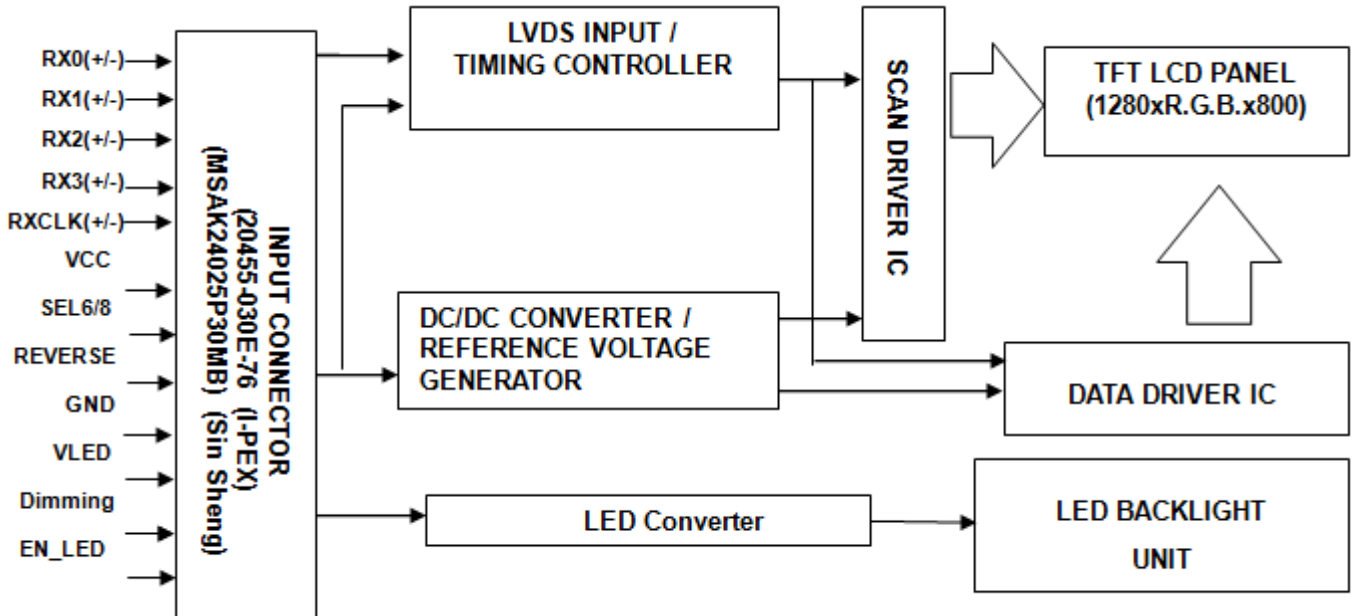 RX0(+/-)
RX1(+/-)
RX2(+/-)
RX3(+/-)
RXCLK(+/-)
VCC
SEL6/8
REVERSE
GND
VLED
Dimming
EN_LED
INPUT CONNECTOR
(20455-030E-76 (I-PEX)
(MSAK24025P30MB) (Sin Sheng)
LVDS INPUT /
TIMING CONTROLLER
DC/DC CONVERTER /
REFERENCE VOLTAGE
GENERATOR
LED Converter
SCAN DRIVER IC
TFT LCD PANEL
(1280xR.G.B.x800)
DATA DRIVER IC
LED BACKLIGHT
UNIT